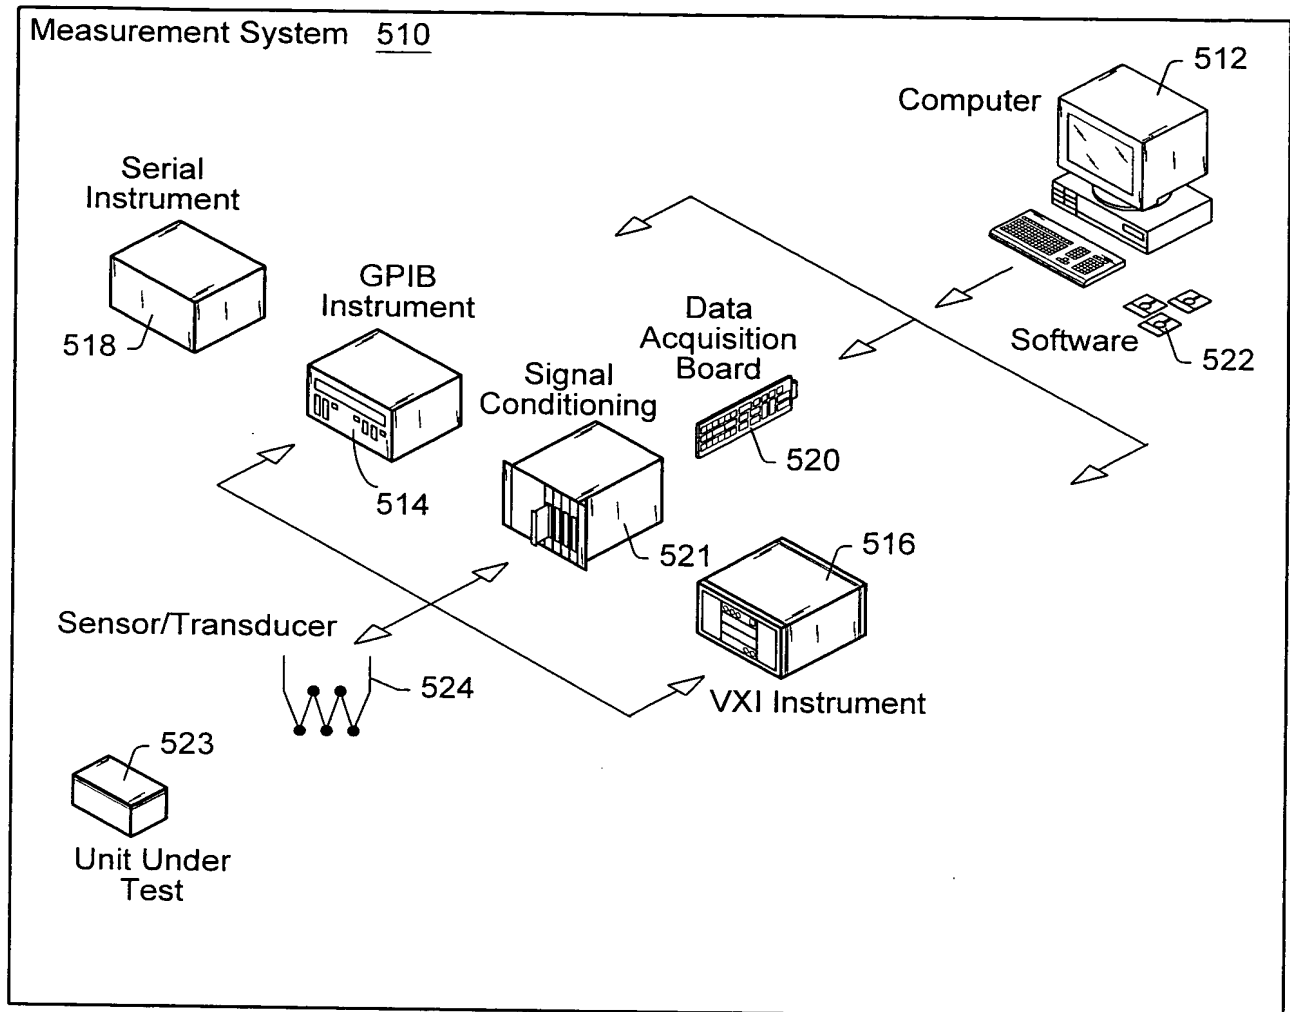 Measurement System 510
512
Computer
Serial
Instrument
518
GPIB
Instrument
514
Data
Acquisition
Board
520
Software
522
Signal
Conditioning
521
516
VXI Instrument
Sensor/Transducer
524
523
Unit Under
Test